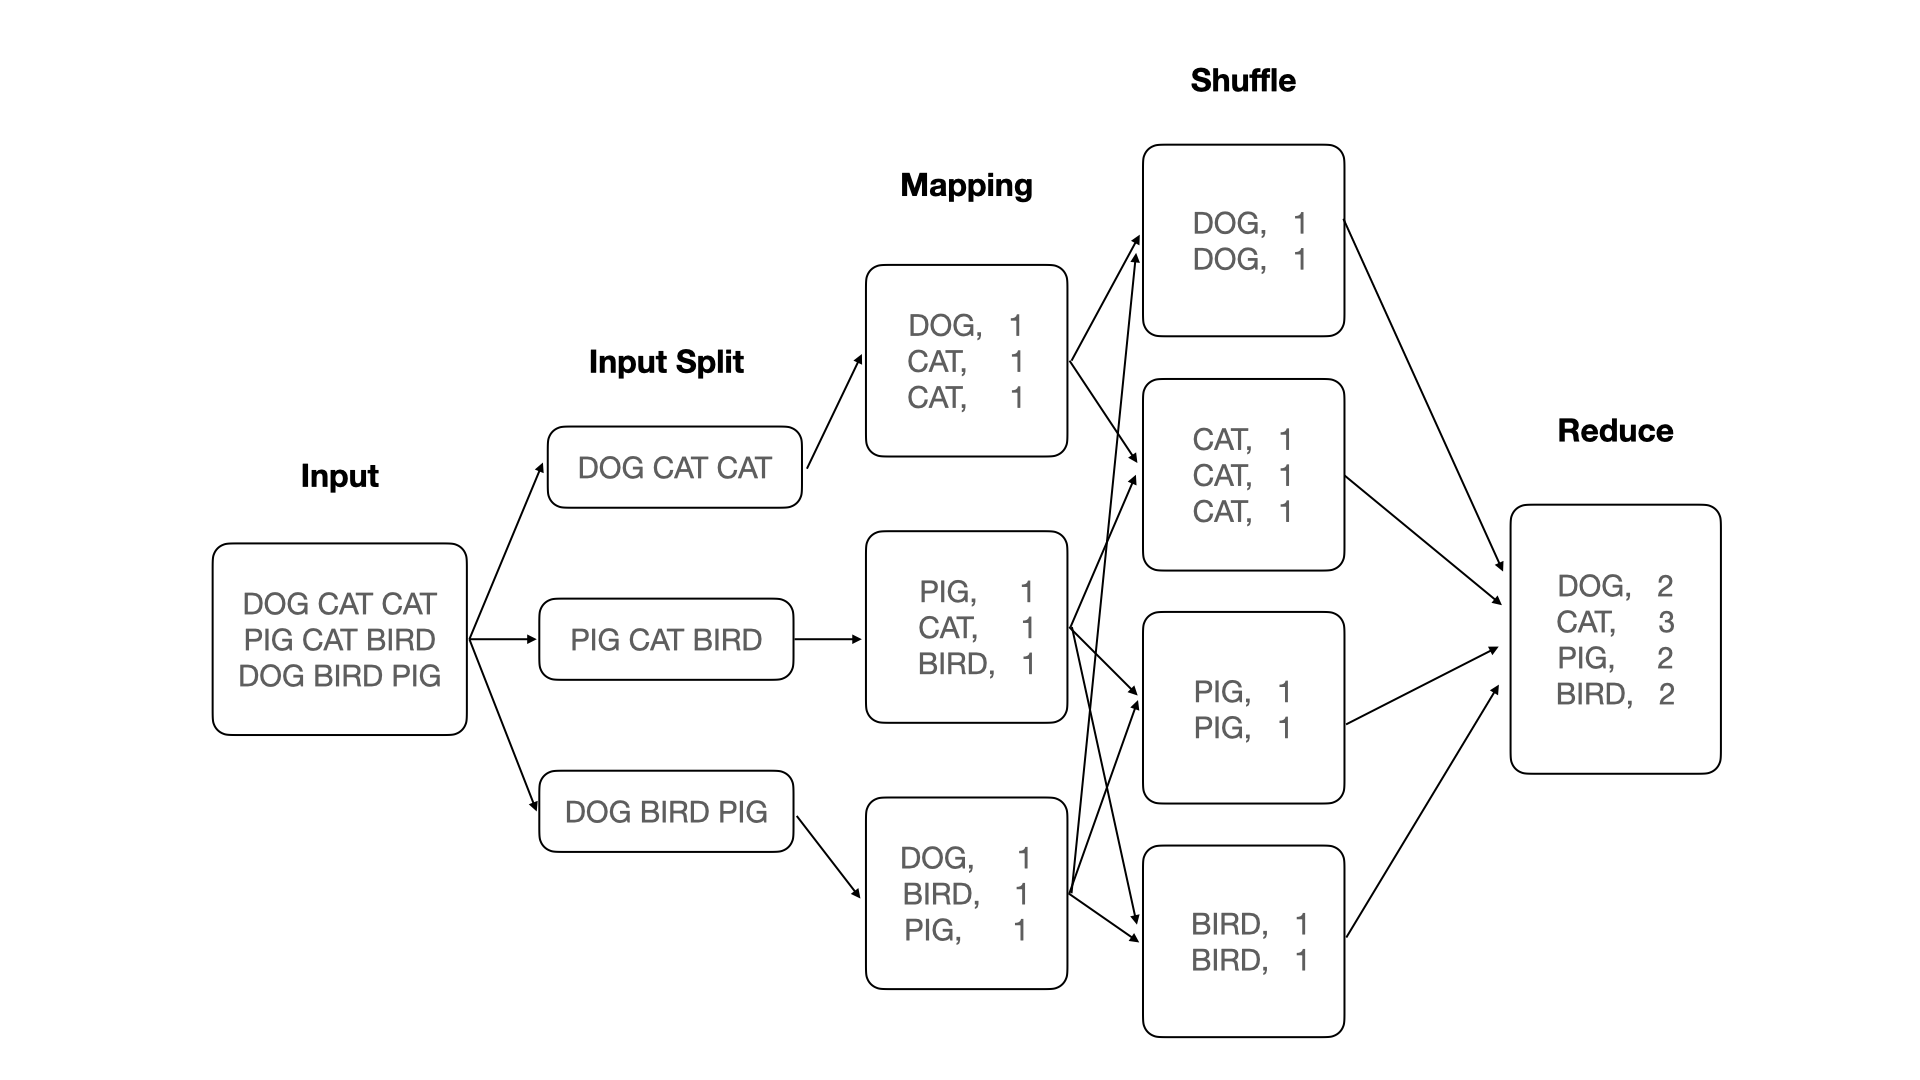 Input
DOG CAT CAT
PIG CAT BIRD
DOG BIRD PIG
Input Split
DOG CAT CAT
PIG CAT BIRD
DOG BIRD PIG
Mapping
DOG, 1
CAT, 1
CAT, 1
PIG, 1
CAT, 1
BIRD, 1
DOG, 1
BIRD, 1
PIG, 1
Shuffle
DOG, 1
DOG, 1
CAT, 1
CAT, 1
CAT, 1
PIG, 1
PIG, 1
BIRD, 1
BIRD, 1
Reduce
DOG, 2
CAT, 3
PIG, 2
BIRD, 2